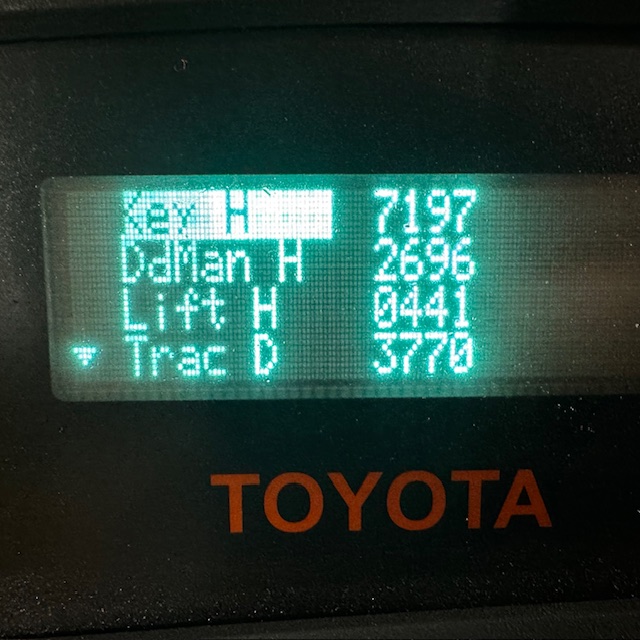 Key H 7197
DdMan H 2696
Lift H 0441
Trac D 3770
TOYOTA